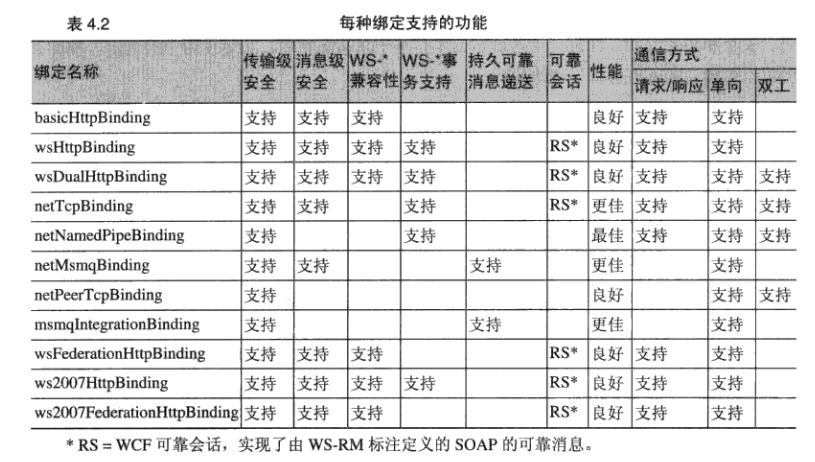 表 4.2 每种绑定支持的功能
绑定名称 传输级安全 消息级安全 WS-*兼容性 WS-*事务支持 持久可靠消息递送 可靠会话 性能 通信方式
请求/响应 单向 双工
basicHttpBinding 支持 支持 支持 良好 支持 支持
wsHttpBinding 支持 支持 支持 支持 RS* 良好 支持 支持
wsDualHttpBinding 支持 支持 支持 支持 RS* 良好 支持 支持 支持
netTcpBinding 支持 支持 支持 RS* 更佳 支持 支持 支持
netNamedPipeBinding 支持 支持 最佳 支持 支持 支持
netMsmqBinding 支持 支持 支持 更佳 支持
netPeerTcpBinding 支持 良好 支持 支持
msmqIntegrationBinding 支持 支持 更佳 支持
wsFederationHttpBinding 支持 支持 支持 RS* 良好 支持 支持
ws2007HttpBinding 支持 支持 支持 支持 RS* 良好 支持 支持
ws2007FederationHttpBinding 支持 支持 支持 RS* 良好 支持 支持
* RS = WCF 可靠会话，实现了由 WS-RM 标注定义的 SOAP 的可靠消息。